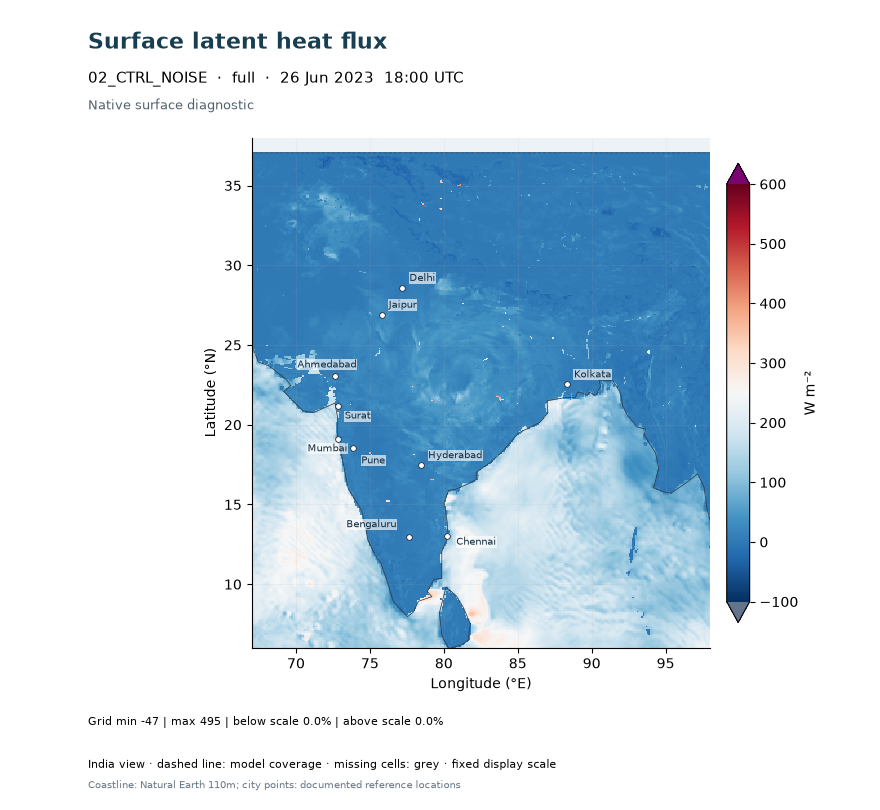 Surface latent heat flux
02_CTRL_NOISE · full · 26 Jun 2023 18:00 UTC
Native surface diagnostic
35
30
25
20
15
10
Latitude (°N)
Delhi
Jaipur
Ahmedabad
Kolkata
Surat
Mumbai
Pune
Hyderabad
Bengaluru
Chennai
70
75
80
85
90
95
Longitude (°E)
600
500
400
300
200
100
0
−100
W m⁻²
Grid min -47 | max 495 | below scale 0.0% | above scale 0.0%
India view · dashed line: model coverage · missing cells: grey · fixed display scale
Coastline: Natural Earth 110m; city points: documented reference locations